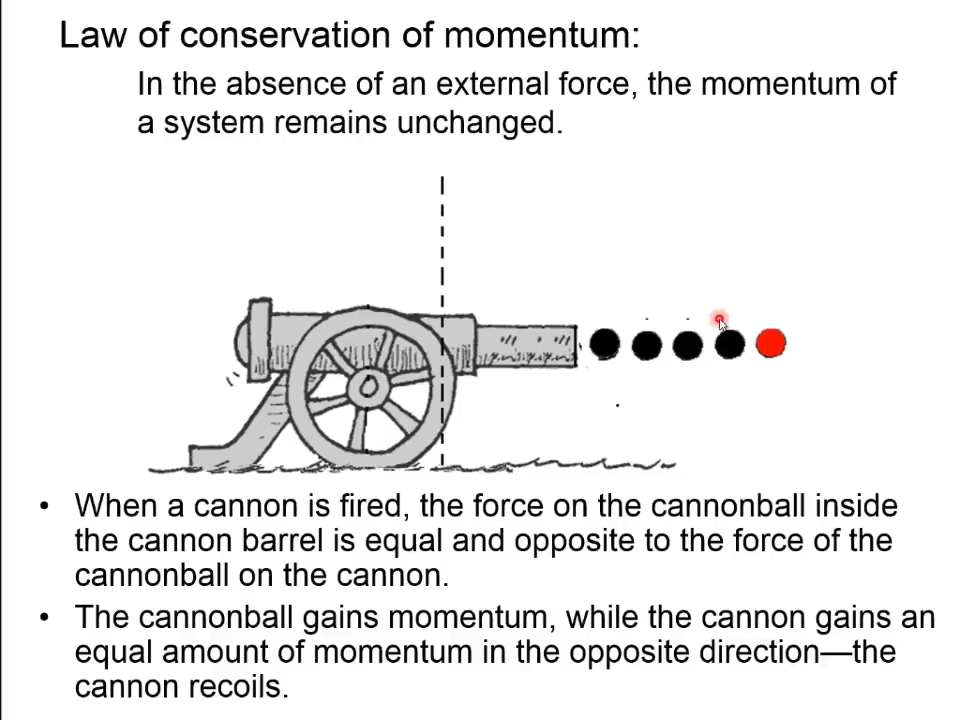 Law of conservation of momentum:
In the absence of an external force, the momentum of
a system remains unchanged.
• When a cannon is fired, the force on the cannonball inside
the cannon barrel is equal and opposite to the force of the
cannonball on the cannon.
• The cannonball gains momentum, while the cannon gains an
equal amount of momentum in the opposite direction—the
cannon recoils.